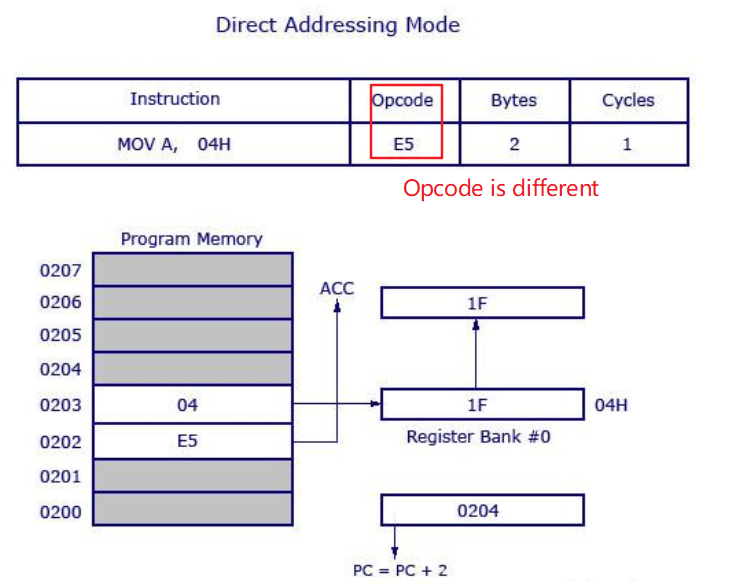 Direct Addressing Mode
Instruction Opcode Bytes Cycles
MOV A, 04H E5 2 1
Opcode is different
Program Memory
0207
0206
0205
0204
0203 04
0202 E5
0201
0200
ACC
1F
1F 04H
Register Bank #0
0204
PC = PC + 2